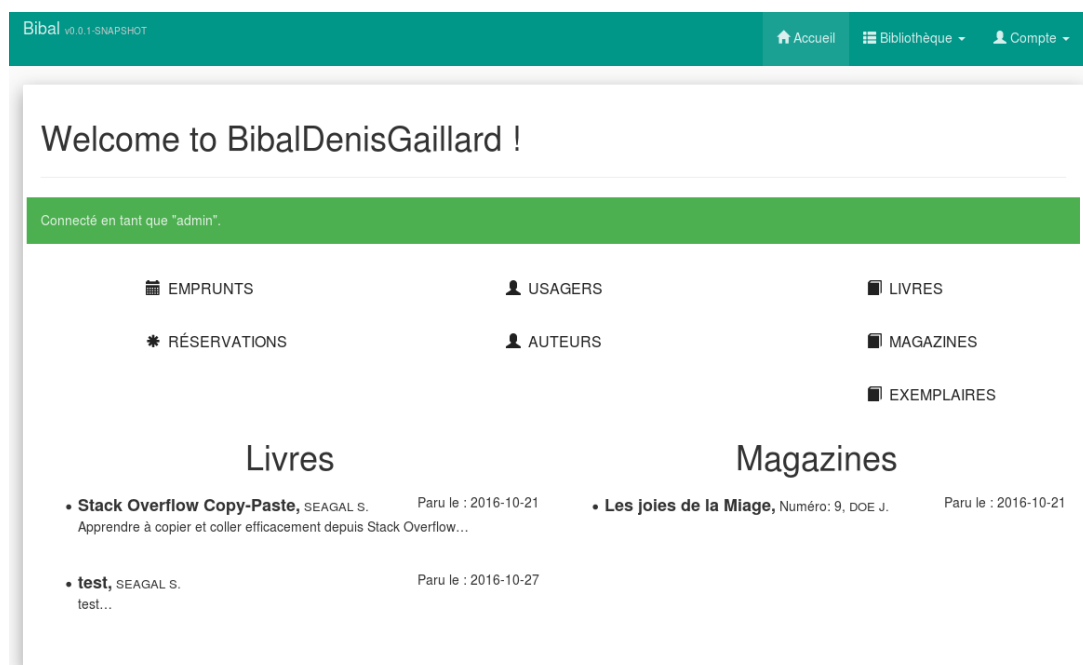 Bibal v0.0.1-SNAPSHOT Accueil Bibliothèque Compte
Welcome to BibalDenisGaillard !
Connecté en tant que "admin".
EMPRUNTS USAGERS LIVRES
RÉSERVATIONS AUTEURS MAGAZINES
EXEMPLAIRES
Livres
Stack Overflow Copy-Paste, SEAGAL S. Paru le : 2016-10-21
Apprendre à copier et coller efficacement depuis Stack Overflow…
test, SEAGAL S. Paru le : 2016-10-27
test…
Magazines
Les joies de la Miage, Numéro: 9, DOE J. Paru le : 2016-10-21